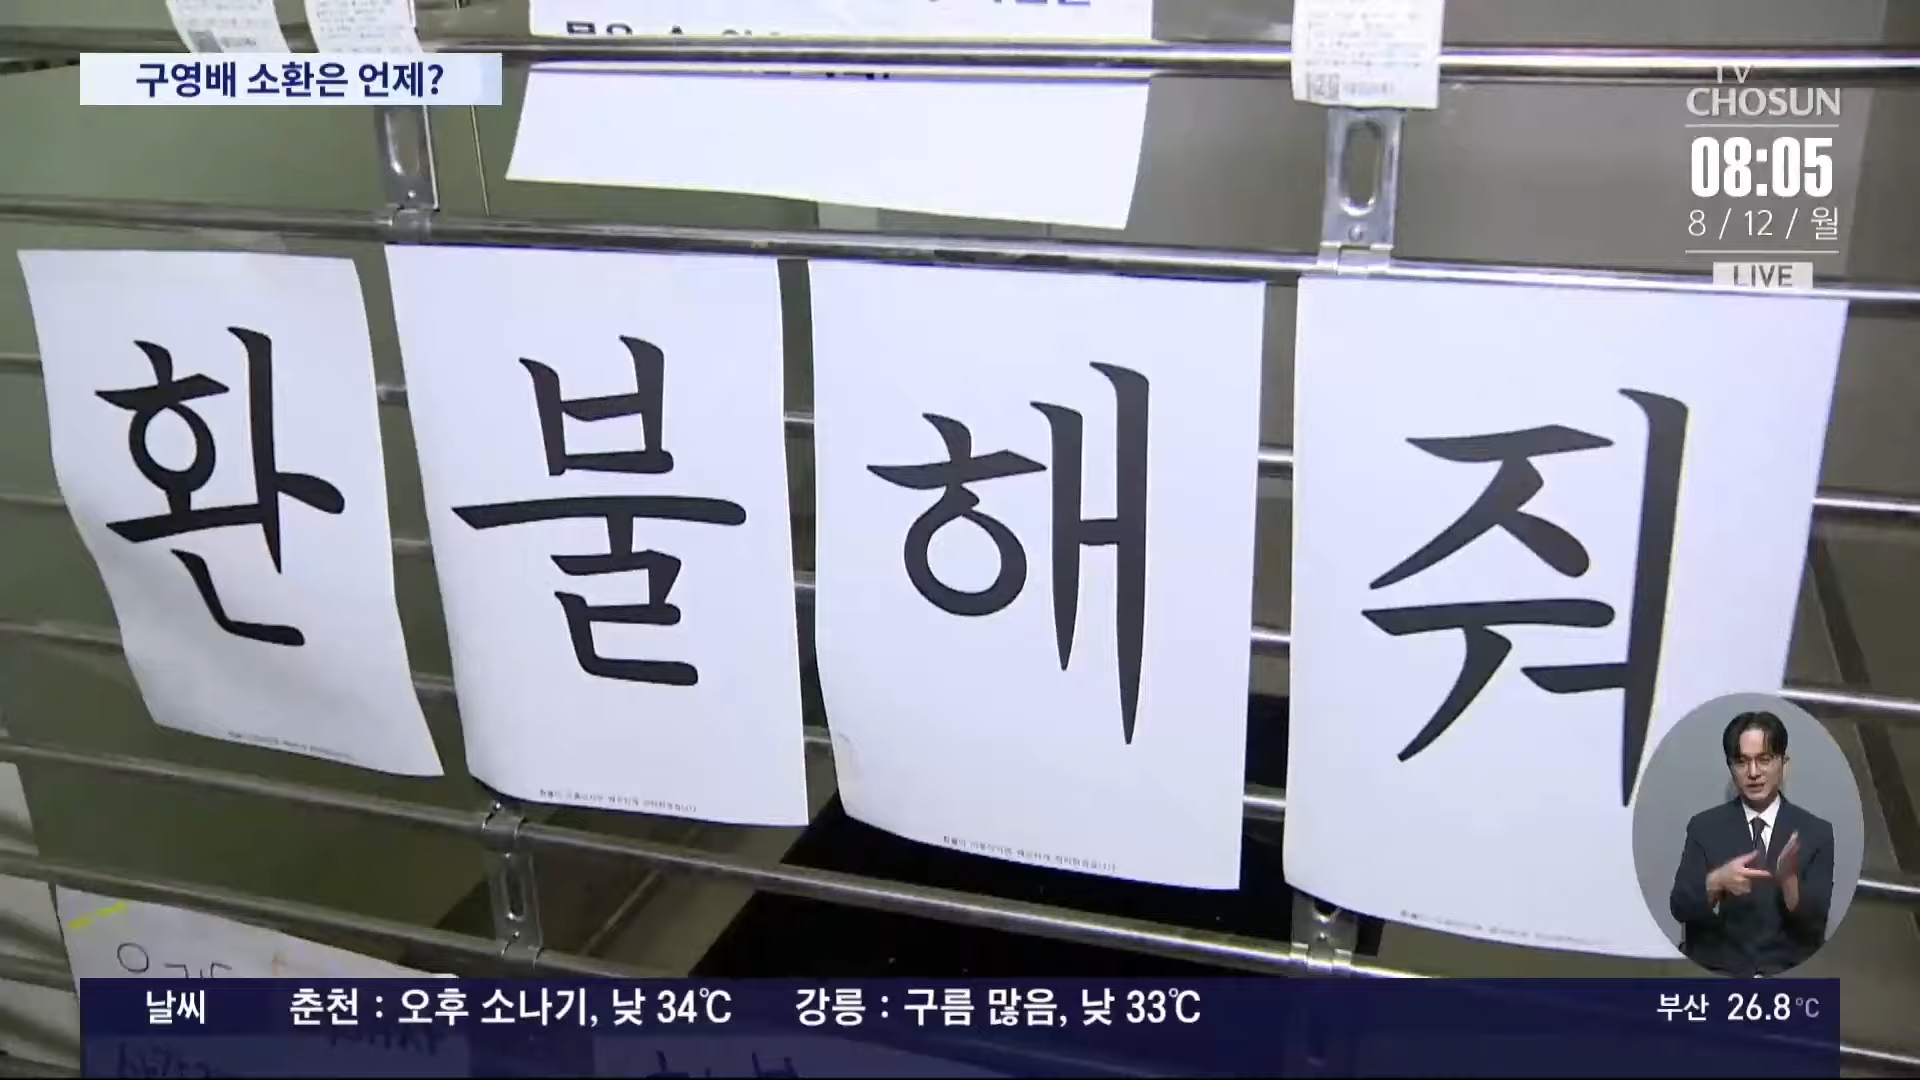 구영배 소환은 언제?
TV
CHOSUN
08:05
8 / 12 / 월
LIVE
환불해줘
날씨 춘천 : 오후 소나기, 낮 34℃ 강릉 : 구름 많음, 낮 33℃ 부산 26.8℃